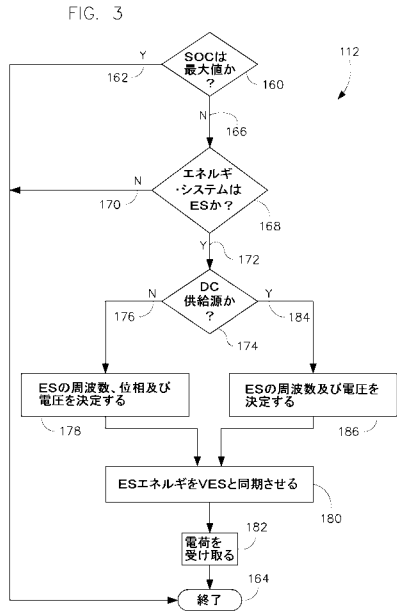 FIG. 3
112
SOCは
最大値か
?
160
Y
162
N
166
エネルギ
・システムは
ESか?
168
N
170
Y
172
DC
供給源か
?
174
N
176
Y
184
ESの周波数、位相及び
電圧を決定する
178
ESの周波数及び電圧を
決定する
186
ESエネルギをVESと同期させる
180
電荷を
受け取る
182
終了
164